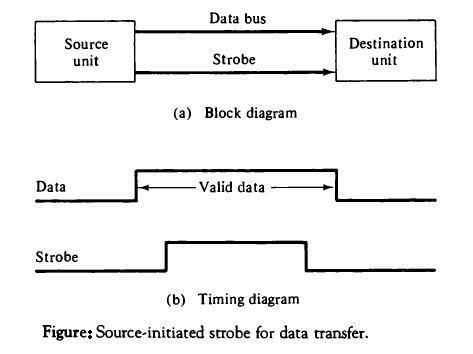 Data bus
Source
unit
Destination
unit
Strobe
(a) Block diagram
Data
Valid data
Strobe
(b) Timing diagram
Figure: Source-initiated strobe for data transfer.